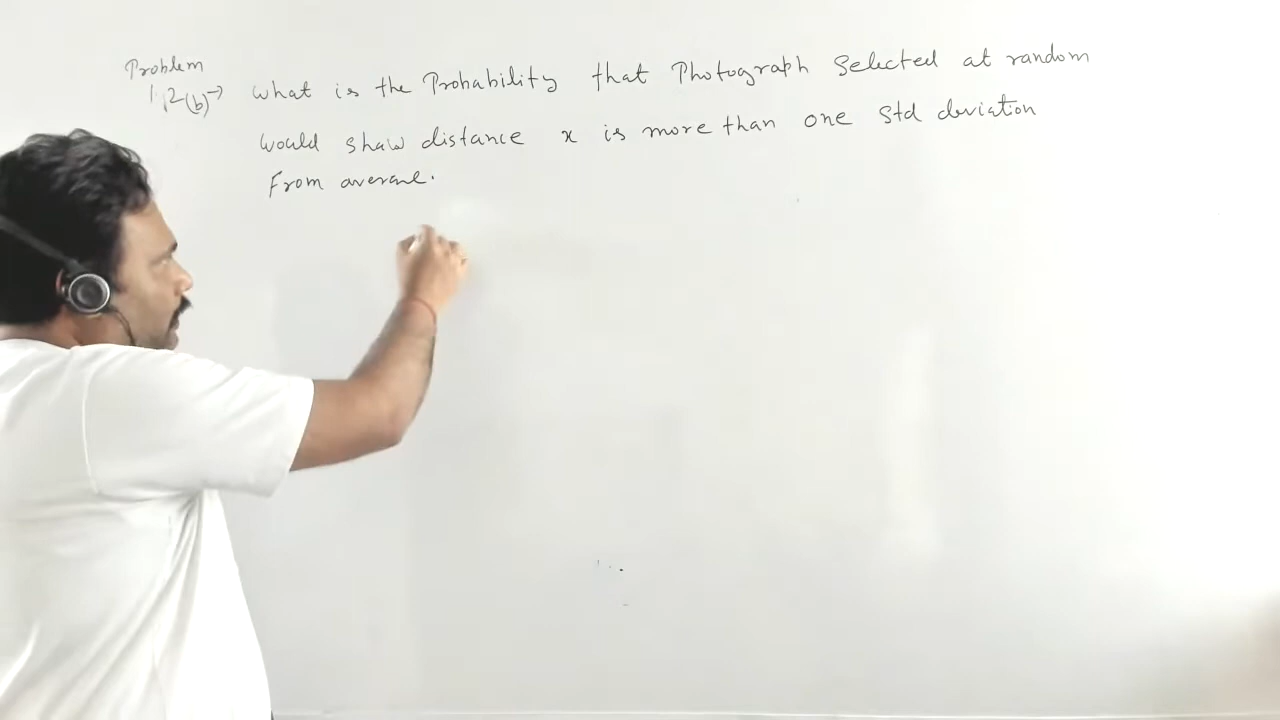 Problem
1.2(b)→ What is the Probability that Photograph Selected at random
would show distance x is more than one Std deviation
From average.